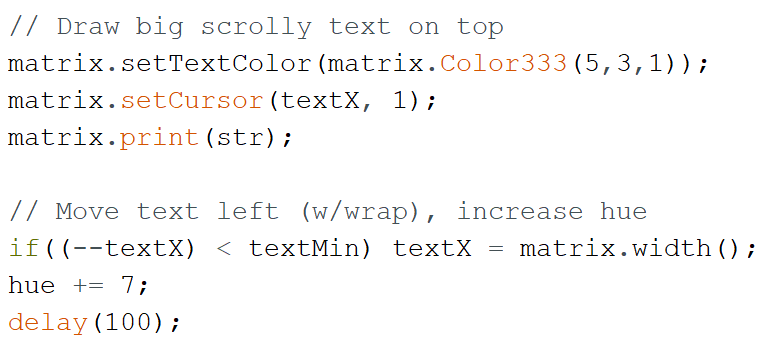 // Draw big scrolly text on top
matrix.setTextColor(matrix.Color333(5,3,1));
matrix.setCursor(textX, 1);
matrix.print(str);

// Move text left (w/wrap), increase hue
if((--textX) < textMin) textX = matrix.width();
hue += 7;
delay(100);